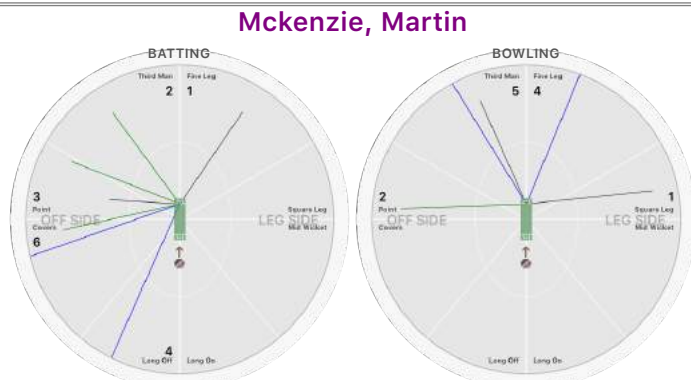 Mckenzie, Martin
BATTING
Third Man Fine Leg
2 1
3
Point
OFF SIDE
Covers
6
Square Leg
LEG SIDE
Mid Wicket
4
Long Off Long On
BOWLING
Third Man Fine Leg
5 4
2
Point
OFF SIDE
Covers
1
Square Leg
LEG SIDE
Mid Wicket
Long Off Long On